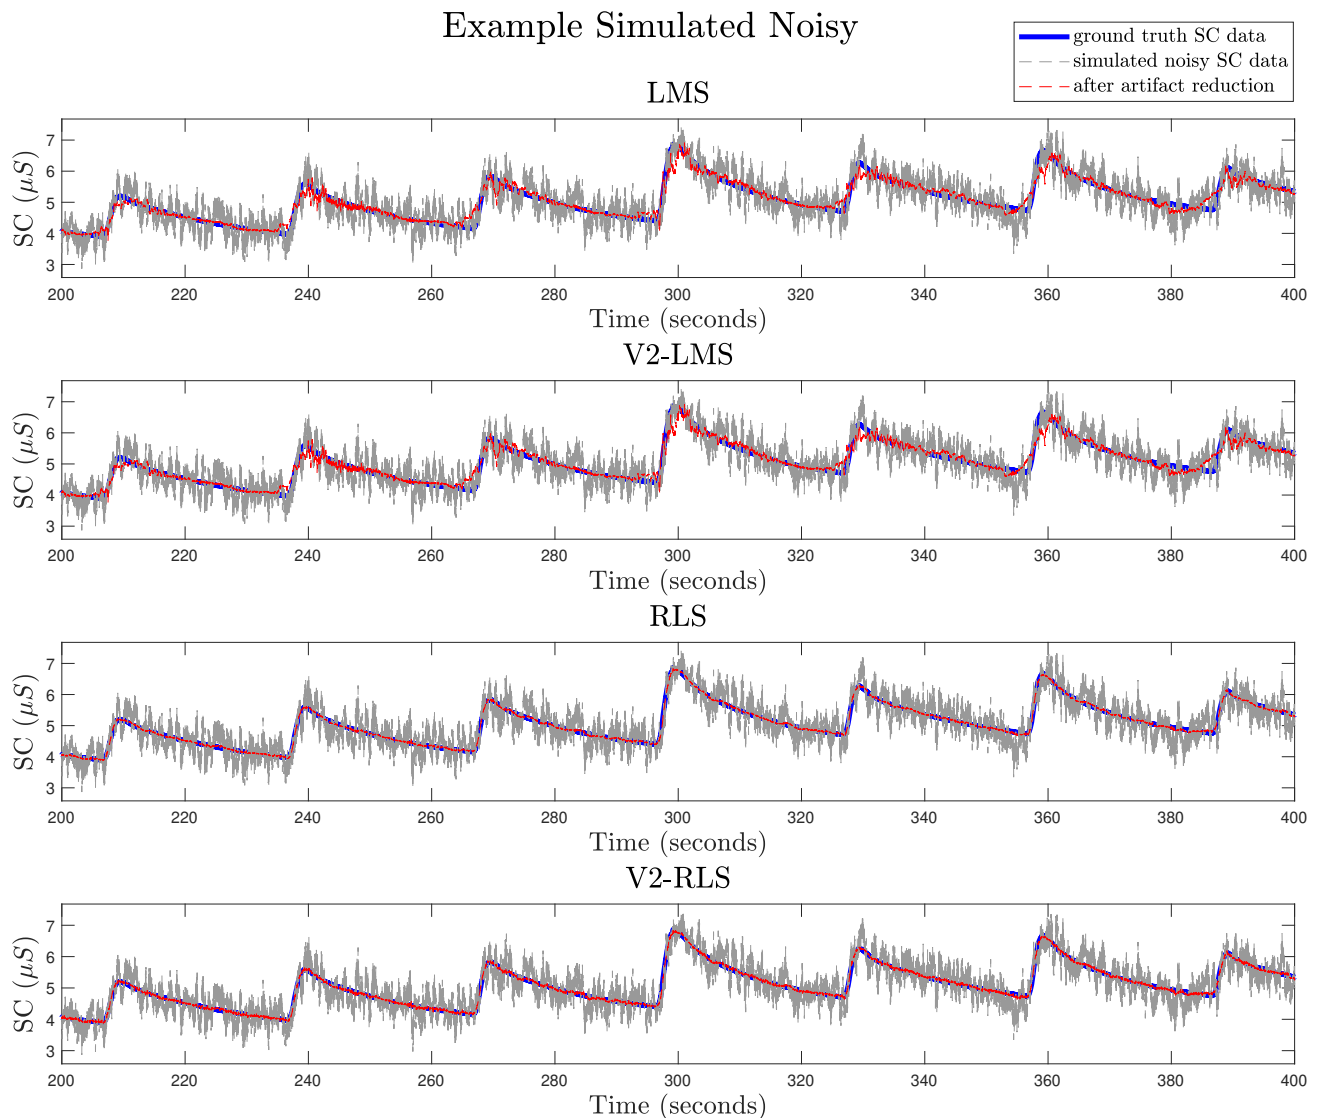 Example Simulated Noisy
ground truth SC data
simulated noisy SC data
after artifact reduction
LMS
SC (μS)
7
6
5
4
3
200 220 240 260 280 300 320 340 360 380 400
Time (seconds)
V2-LMS
SC (μS)
7
6
5
4
3
200 220 240 260 280 300 320 340 360 380 400
Time (seconds)
RLS
SC (μS)
7
6
5
4
3
200 220 240 260 280 300 320 340 360 380 400
Time (seconds)
V2-RLS
SC (μS)
7
6
5
4
3
200 220 240 260 280 300 320 340 360 380 400
Time (seconds)